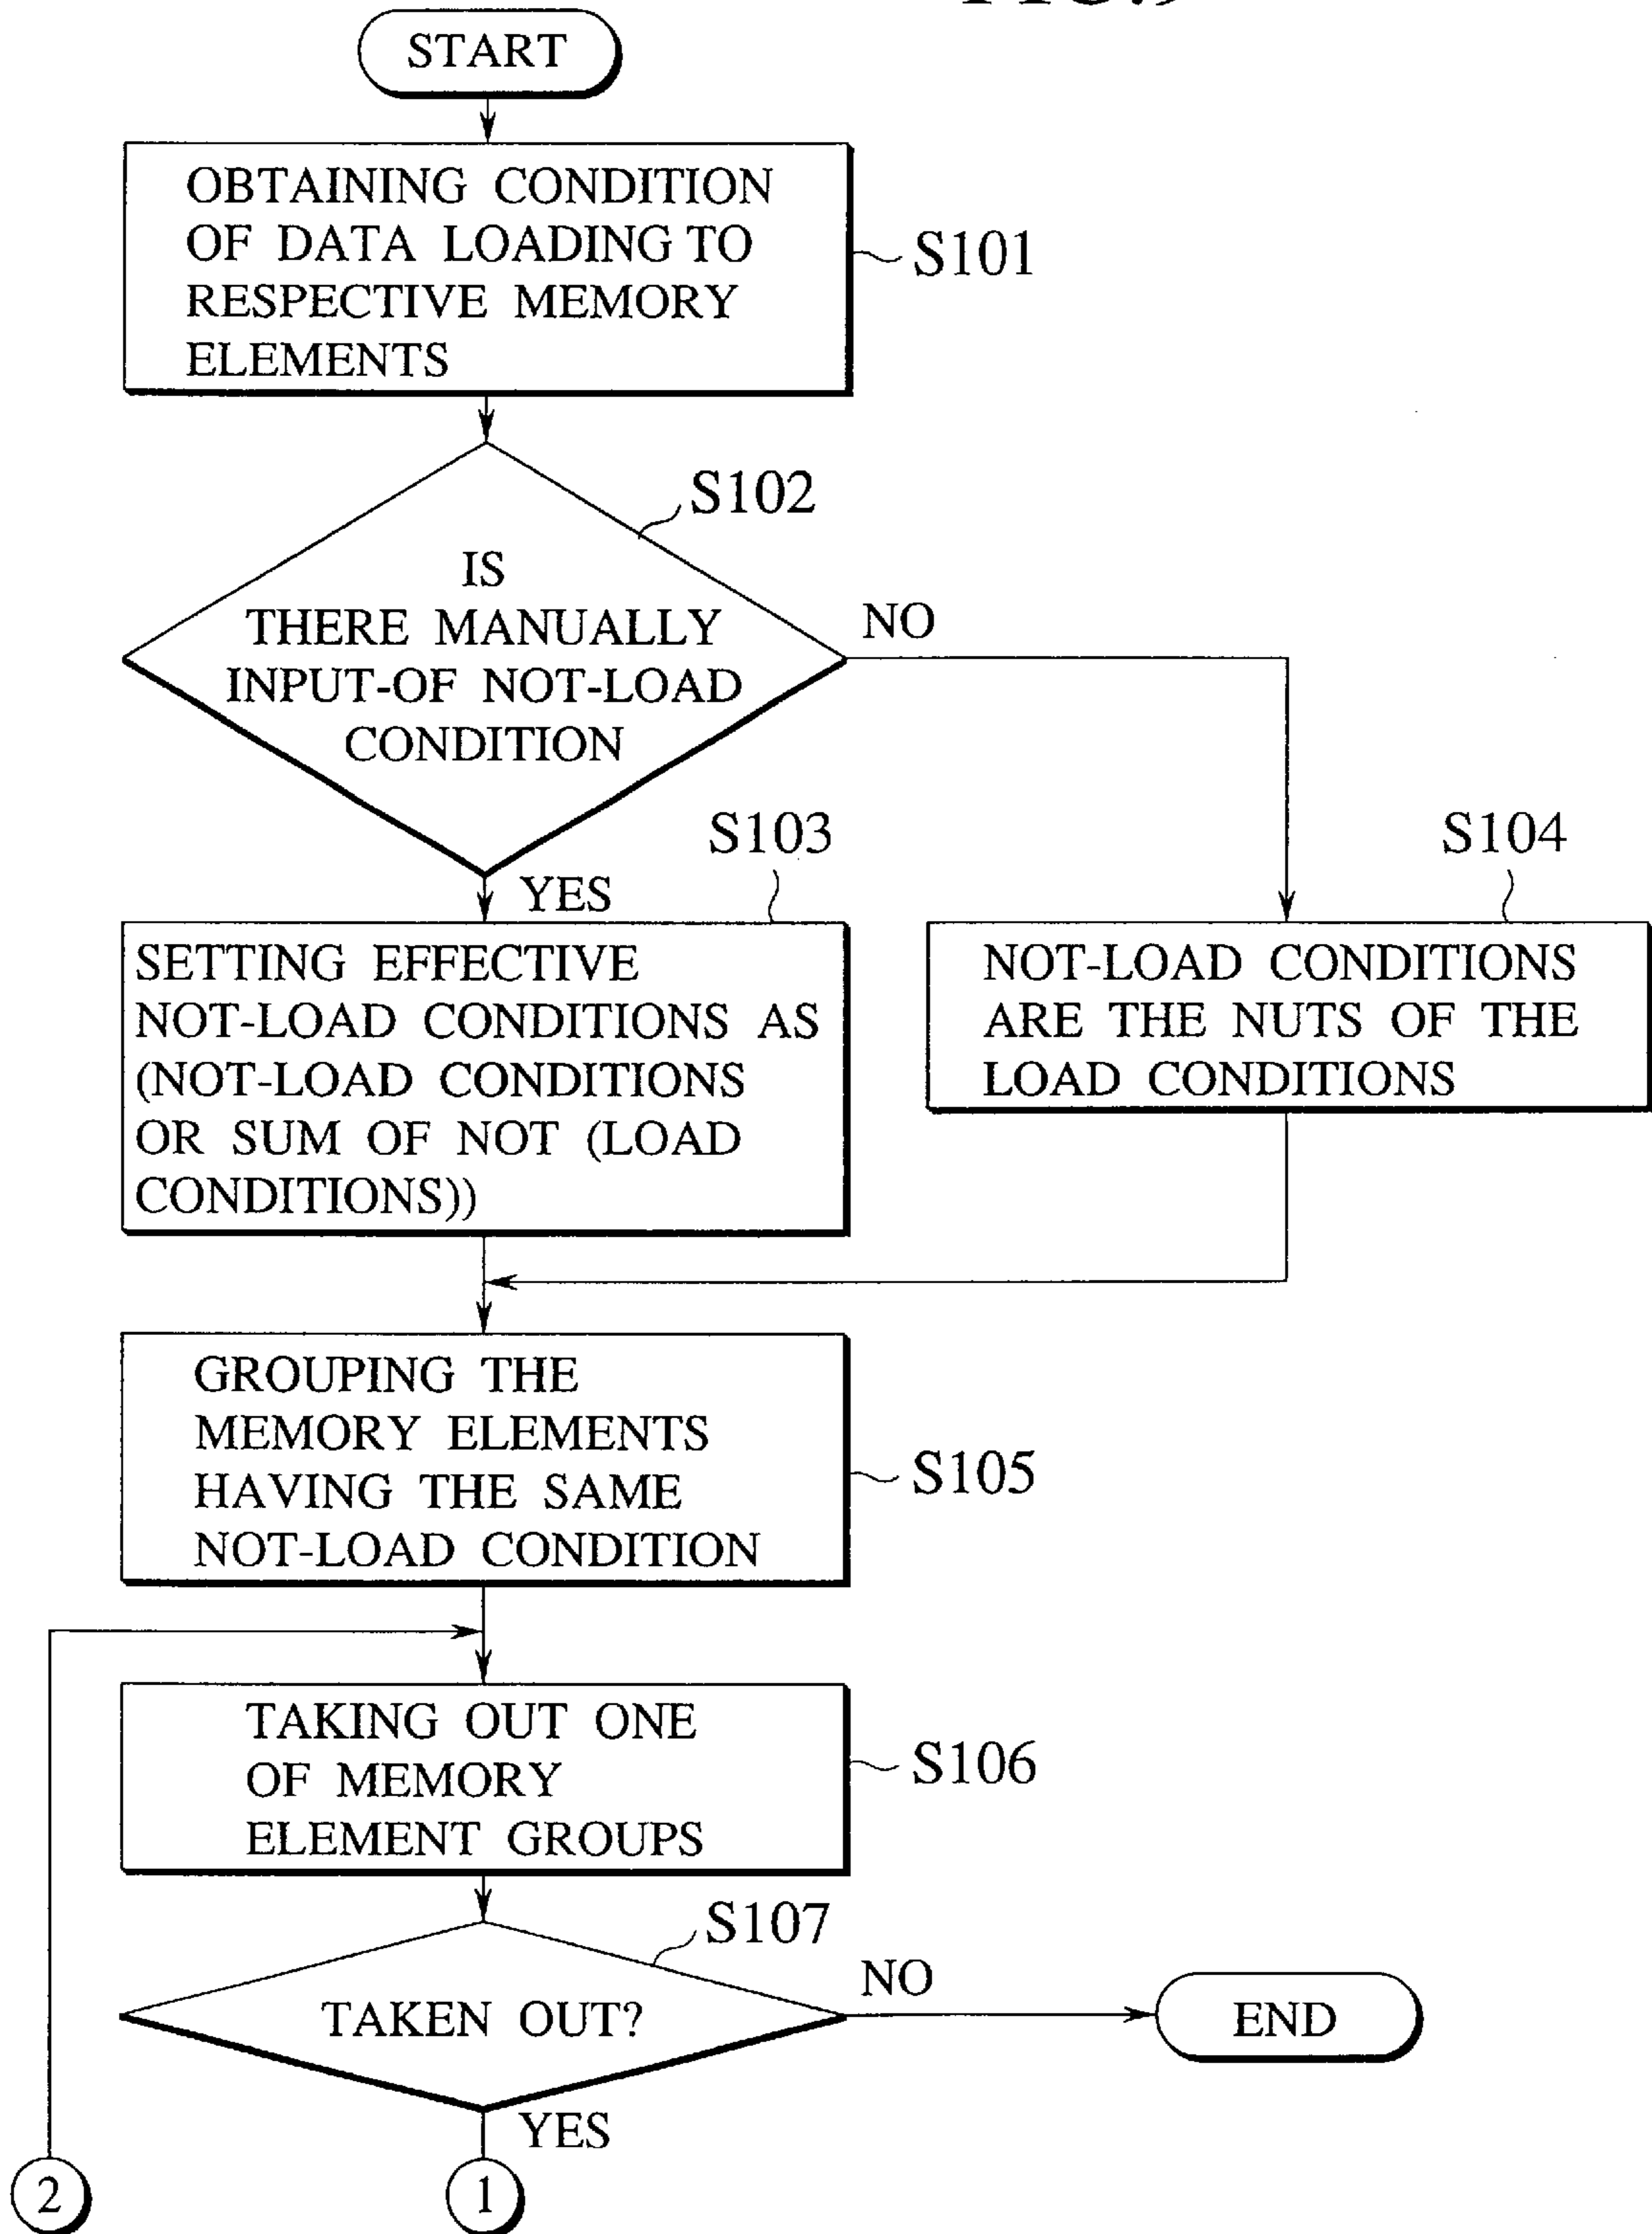 START
OBTAINING CONDITION
OF DATA LOADING TO
RESPECTIVE MEMORY
ELEMENTS
S101
S102
IS
THERE MANUALLY
INPUT-OF NOT-LOAD
CONDITION
NO
YES
S103
SETTING EFFECTIVE
NOT-LOAD CONDITIONS AS
(NOT-LOAD CONDITIONS
OR SUM OF NOT (LOAD
CONDITIONS))
S104
NOT-LOAD CONDITIONS
ARE THE NUTS OF THE
LOAD CONDITIONS
GROUPING THE
MEMORY ELEMENTS
HAVING THE SAME
NOT-LOAD CONDITION
S105
TAKING OUT ONE
OF MEMORY
ELEMENT GROUPS
S106
S107
TAKEN OUT?
NO
END
YES
2
1